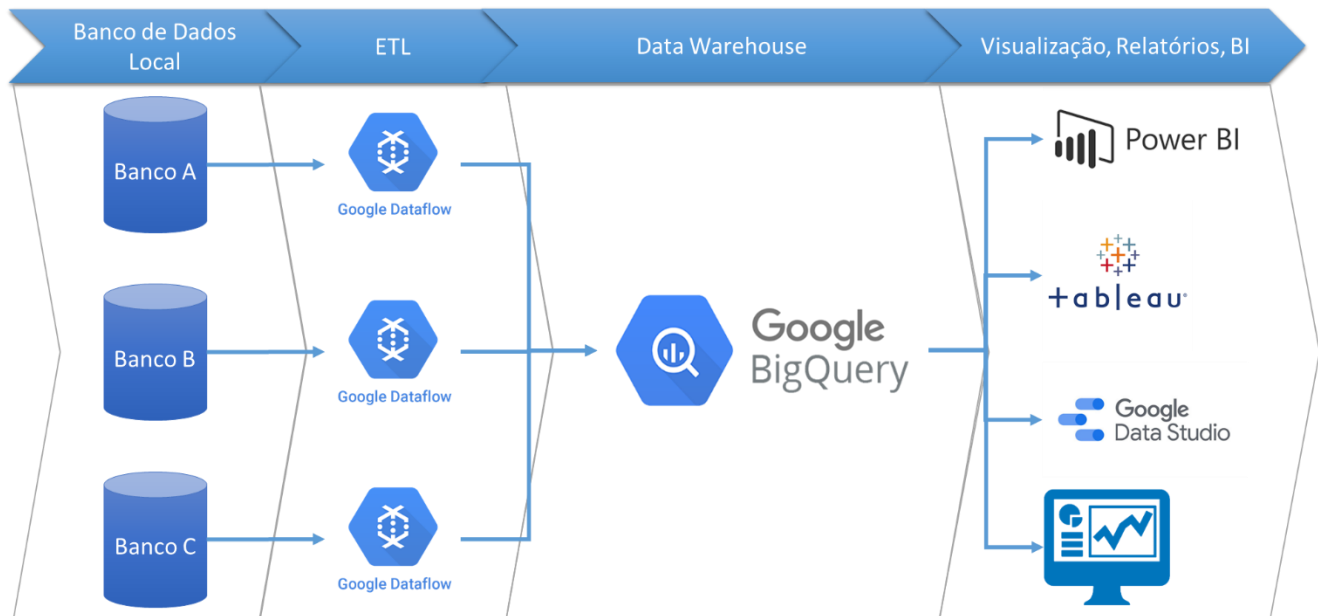 Banco de Dados
Local
ETL
Data Warehouse
Visualização, Relatórios, BI
Banco A
Google Dataflow
Power BI
Banco B
Google Dataflow
Google
BigQuery
+ableau
Google
Data Studio
Banco C
Google Dataflow